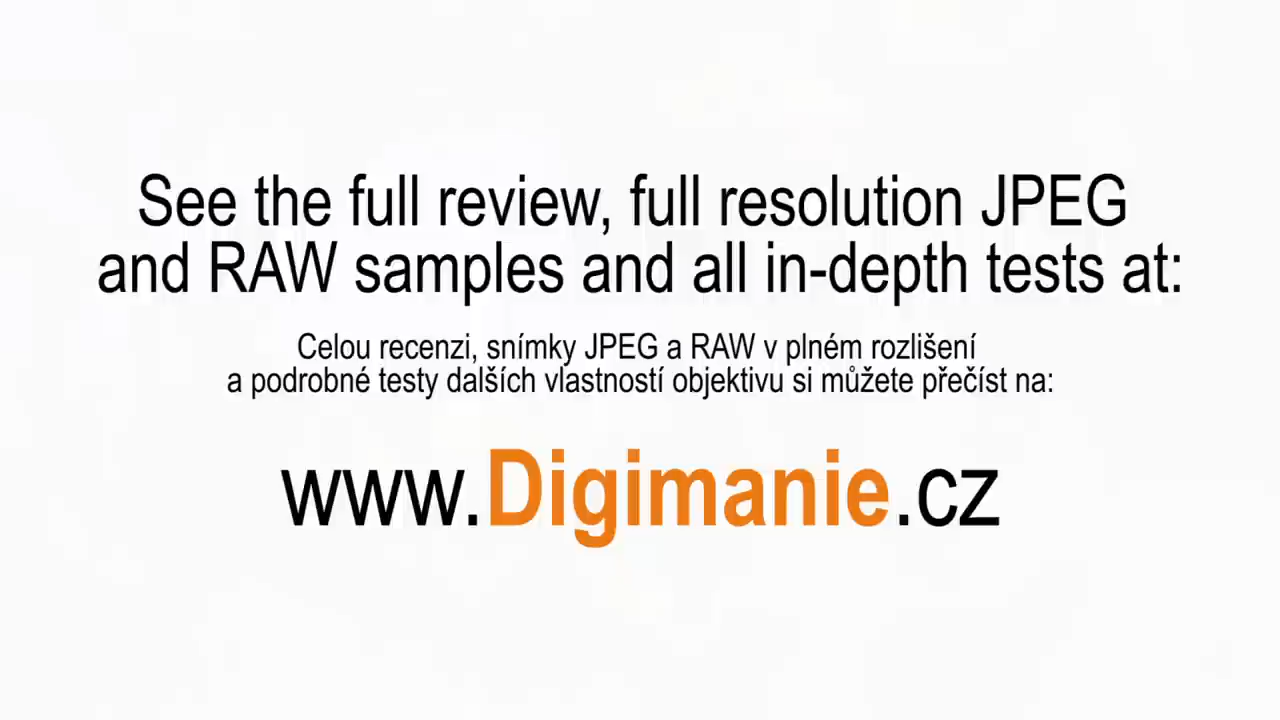 See the full review, full resolution JPEG
and RAW samples and all in-depth tests at:
Celou recenzi, snímky JPEG a RAW v plném rozlišení
a podrobné testy dalších vlastností objektivu si můžete přečíst na:
www.Digimanie.cz